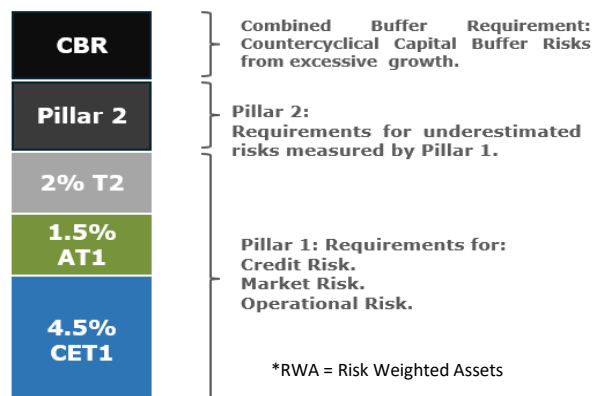 CBR
Combined Buffer Requirement:
Countercyclical Capital Buffer Risks
from excessive growth.
Pillar 2
Pillar 2:
Requirements for underestimated
risks measured by Pillar 1.
2% T2
1.5%
AT1
4.5%
CET1
Pillar 1: Requirements for:
Credit Risk.
Market Risk.
Operational Risk.
*RWA = Risk Weighted Assets